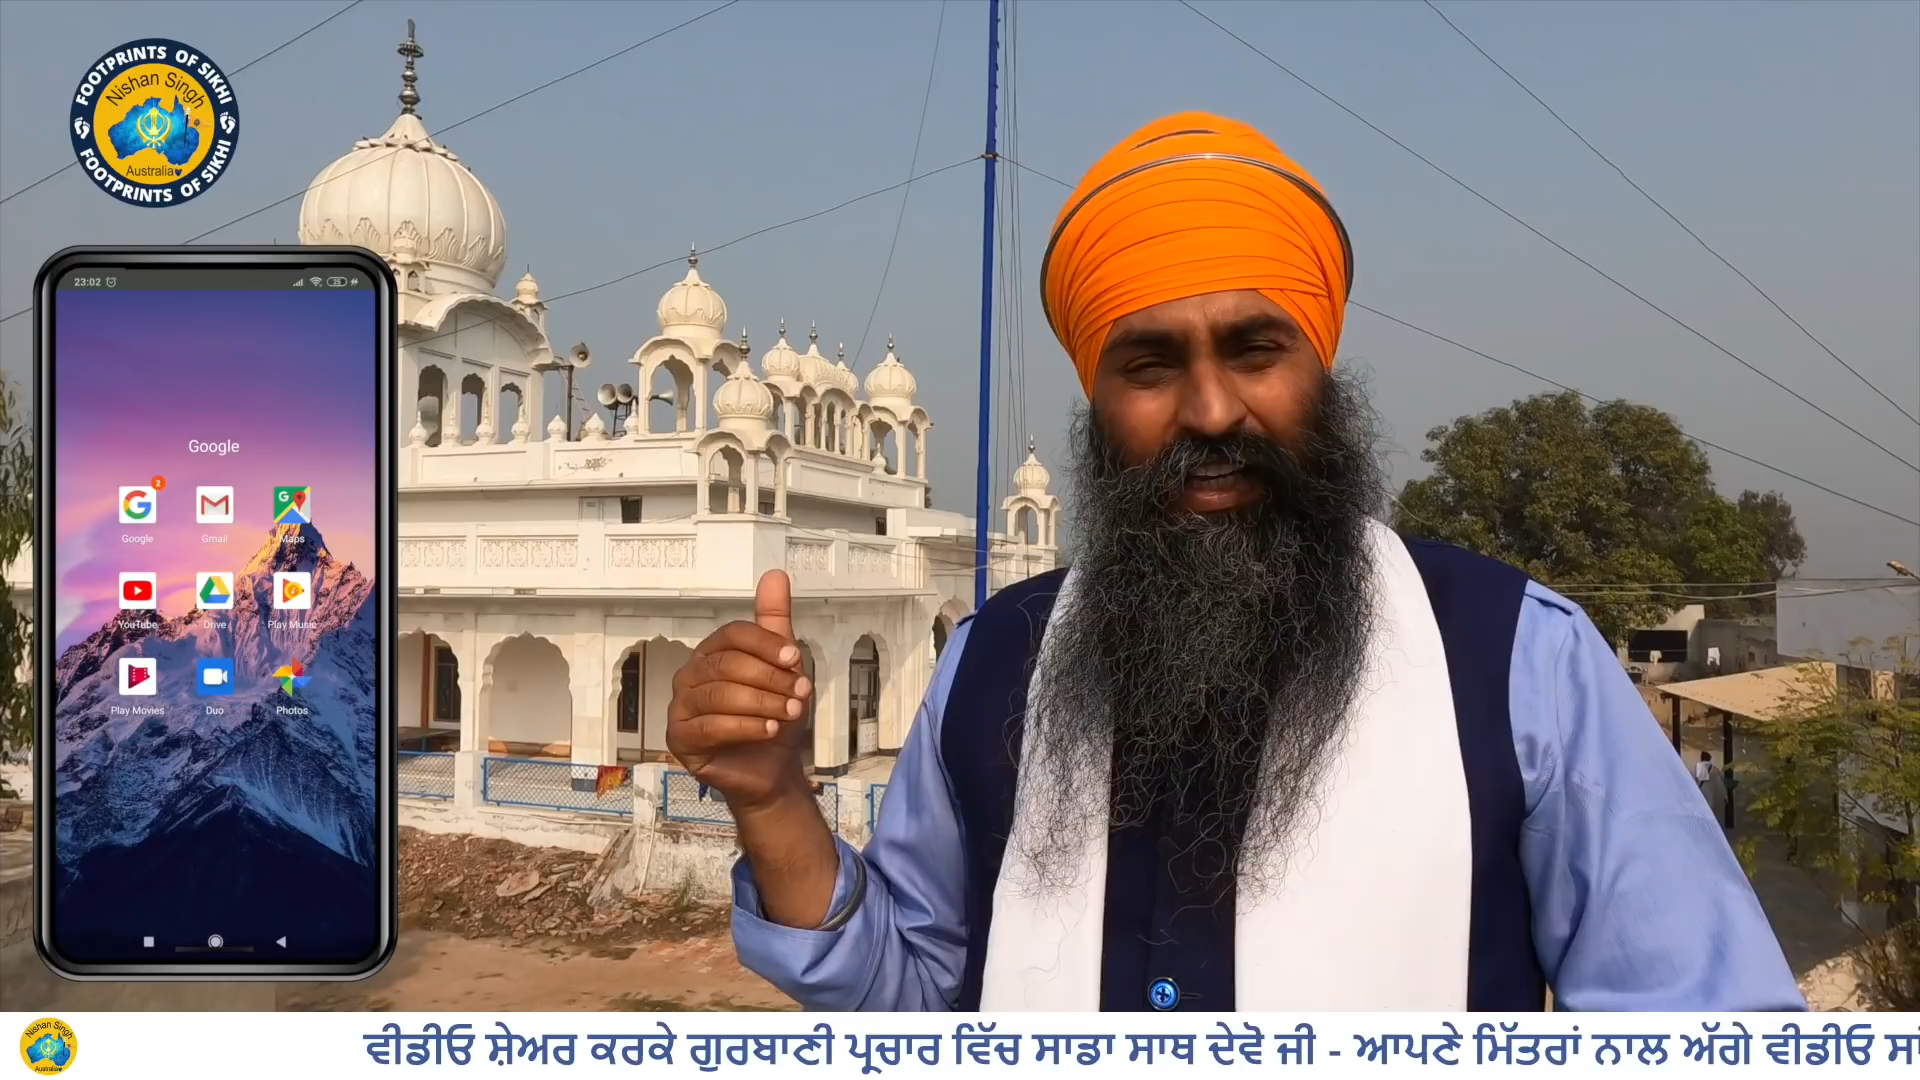 FOOTPRINTS OF SIKHI
Nishan Singh
Australia
FOOTPRINTS OF SIKHI
23:02
Google
2
Google
Gmail
Maps
YouTube
Drive
Play Music
Play Movies
Duo
Photos
Nishan Singh
Australia
ਵੀਡੀਓ ਸ਼ੇਅਰ ਕਰਕੇ ਗੁਰਬਾਣੀ ਪ੍ਰਚਾਰ ਵਿੱਚ ਸਾਡਾ ਸਾਥ ਦੇਵੋ ਜੀ - ਆਪਣੇ ਮਿੱਤਰਾਂ ਨਾਲ ਅੱਗੇ ਵੀਡੀਓ